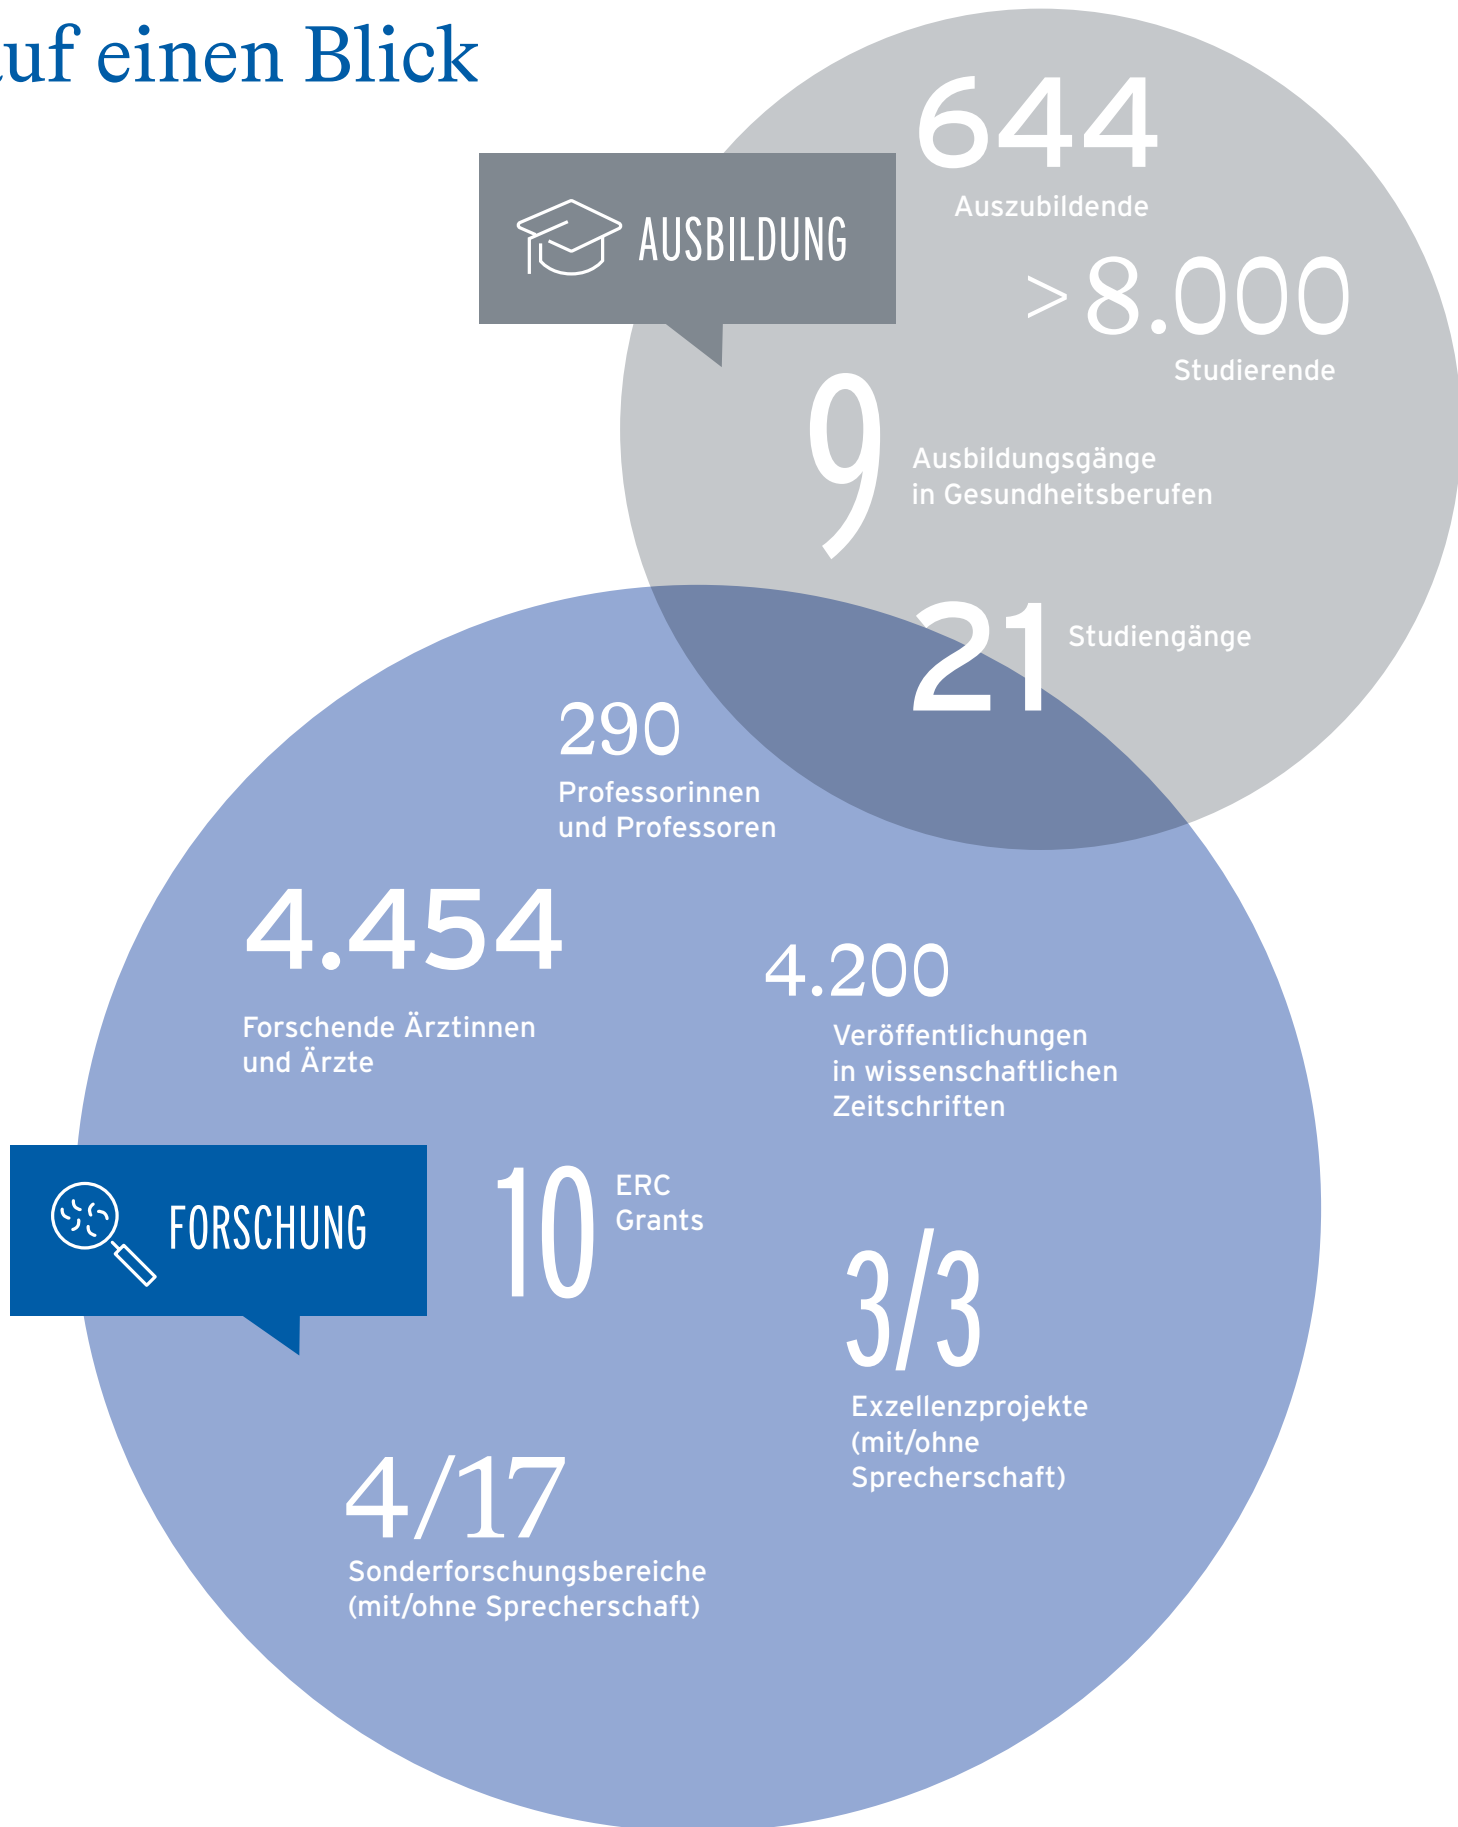 auf einen Blick
AUSBILDUNG
644
Auszubildende
> 8.000
Studierende
9
Ausbildungsgänge
in Gesundheitsberufen
21
Studiengänge
290
Professorinnen
und Professoren
4.454
Forschende Ärztinnen
und Ärzte
4.200
Veröffentlichungen
in wissenschaftlichen
Zeitschriften
FORSCHUNG
10
ERC
Grants
3/3
Exzellenzprojekte
(mit/ohne
Sprecherschaft)
4/17
Sonderforschungsbereiche
(mit/ohne Sprecherschaft)